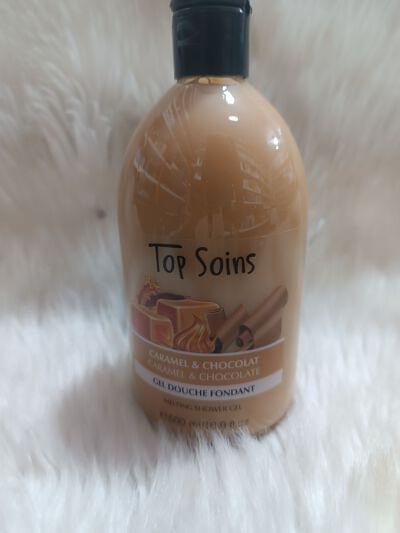 Top Soins
CARAMEL & CHOCOLAT
CARAMEL & CHOCOLATE
GEL DOUCHE FONDANT
MELTING SHOWER GEL